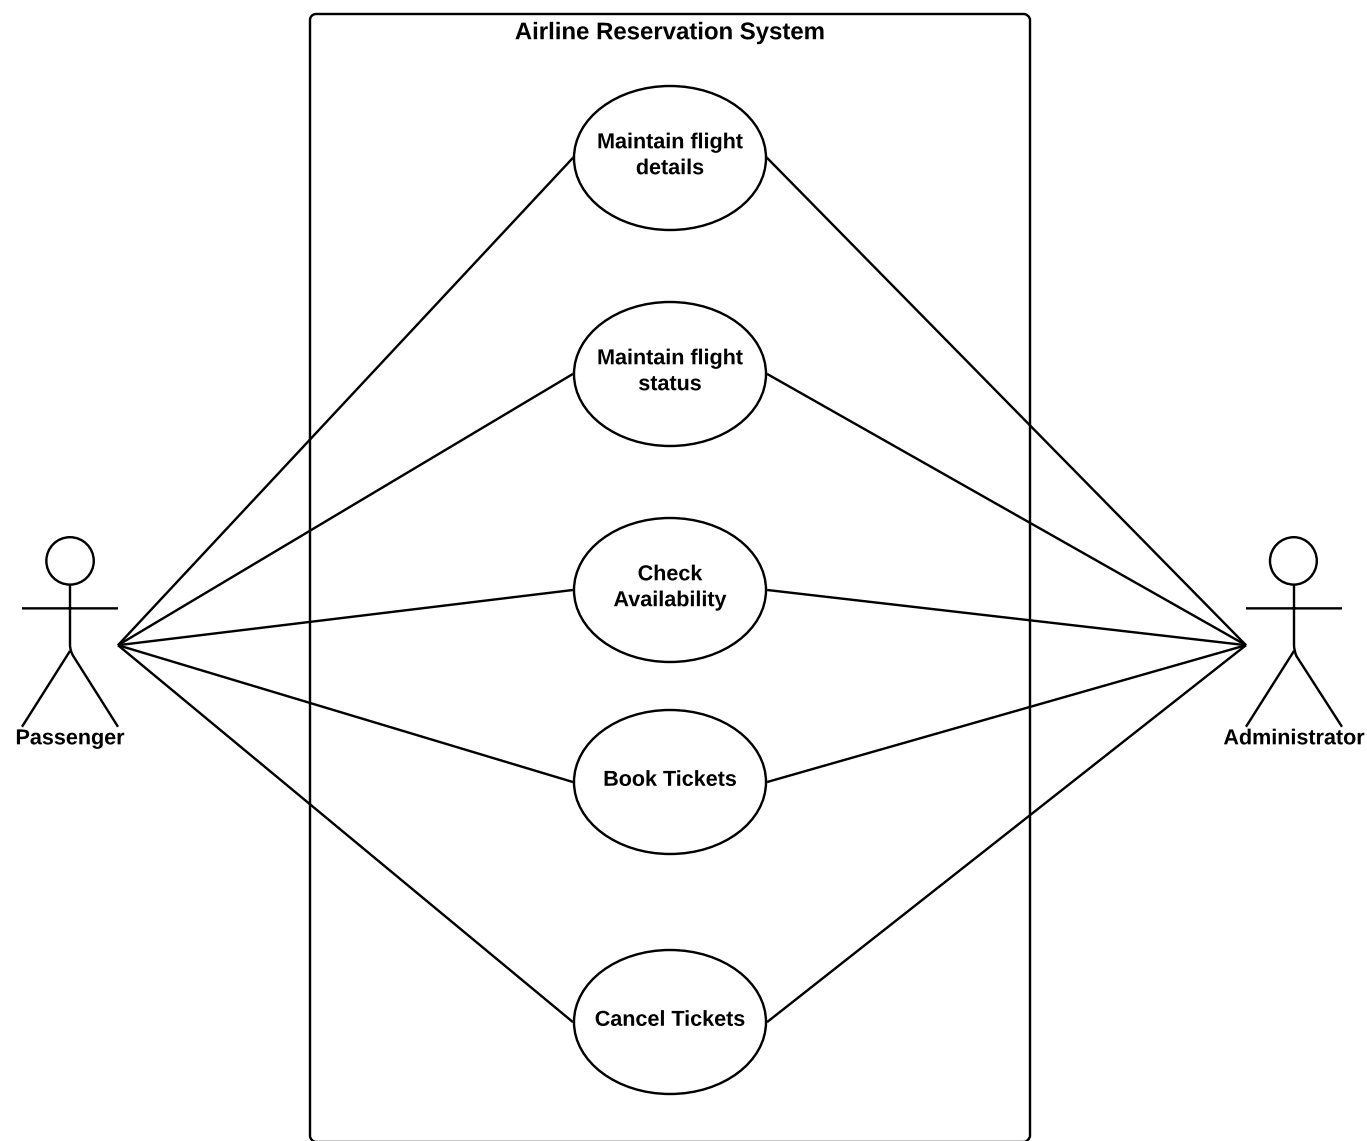 Airline Reservation System
Maintain flight
details
Maintain flight
status
Check
Availability
Passenger
Administrator
Book Tickets
Cancel Tickets